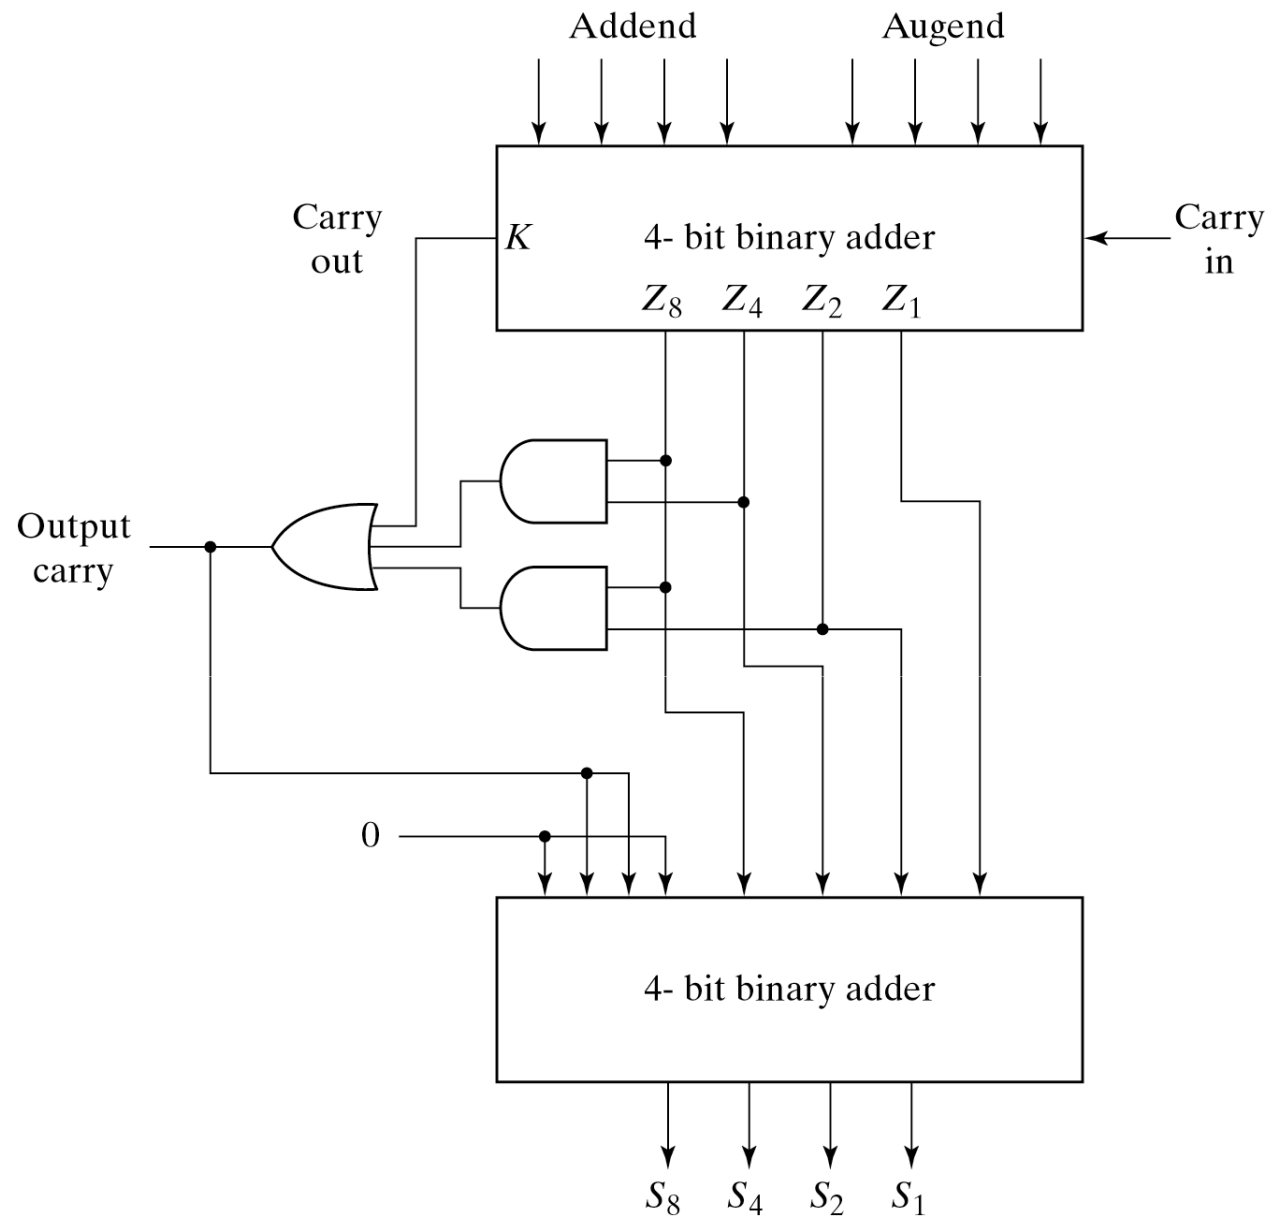 Addend
Augend
Carry
out
K
4- bit binary adder
Carry
in
Z8 Z4 Z2 Z1
Output
carry
0
4- bit binary adder
S8 S4 S2 S1